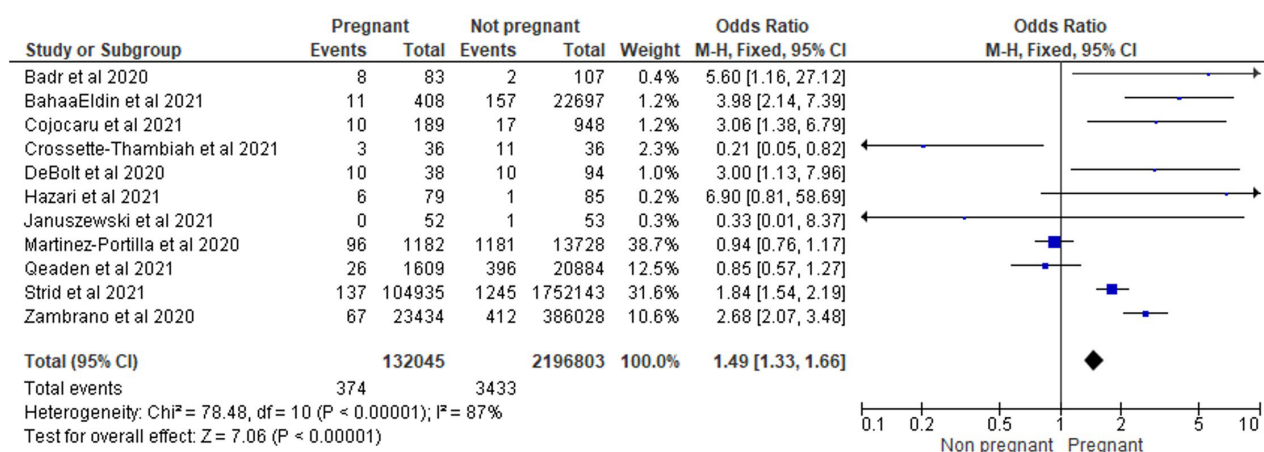 Pregnant Not pregnant Odds Ratio Odds Ratio
Study or Subgroup Events Total Events Total Weight M-H, Fixed, 95% CI M-H, Fixed, 95% CI
Badr et al 2020 8 83 2 107 0.4% 5.60 [1.16, 27.12]
BahaaEldin et al 2021 11 408 157 22697 1.2% 3.98 [2.14, 7.39]
Cojocaru et al 2021 10 189 17 948 1.2% 3.06 [1.38, 6.79]
Crossette-Thambiah et al 2021 3 36 11 36 2.3% 0.21 [0.05, 0.82]
DeBolt et al 2020 10 38 10 94 1.0% 3.00 [1.13, 7.96]
Hazari et al 2021 6 79 1 85 0.2% 6.90 [0.81, 58.69]
Januszewski et al 2021 0 52 1 53 0.3% 0.33 [0.01, 8.37]
Martinez-Portilla et al 2020 96 1182 1181 13728 38.7% 0.94 [0.76, 1.17]
Qeaden et al 2021 26 1609 396 20884 12.5% 0.85 [0.57, 1.27]
Strid et al 2021 137 104935 1245 1752143 31.6% 1.84 [1.54, 2.19]
Zambrano et al 2020 67 23434 412 386028 10.6% 2.68 [2.07, 3.48]
Total (95% CI) 132045 2196803 100.0% 1.49 [1.33, 1.66]
Total events 374 3433
Heterogeneity: Chi² = 78.48, df = 10 (P < 0.00001); I² = 87%
Test for overall effect: Z = 7.06 (P < 0.00001)
0.1 0.2 0.5 1 2 5 10
Non pregnant Pregnant